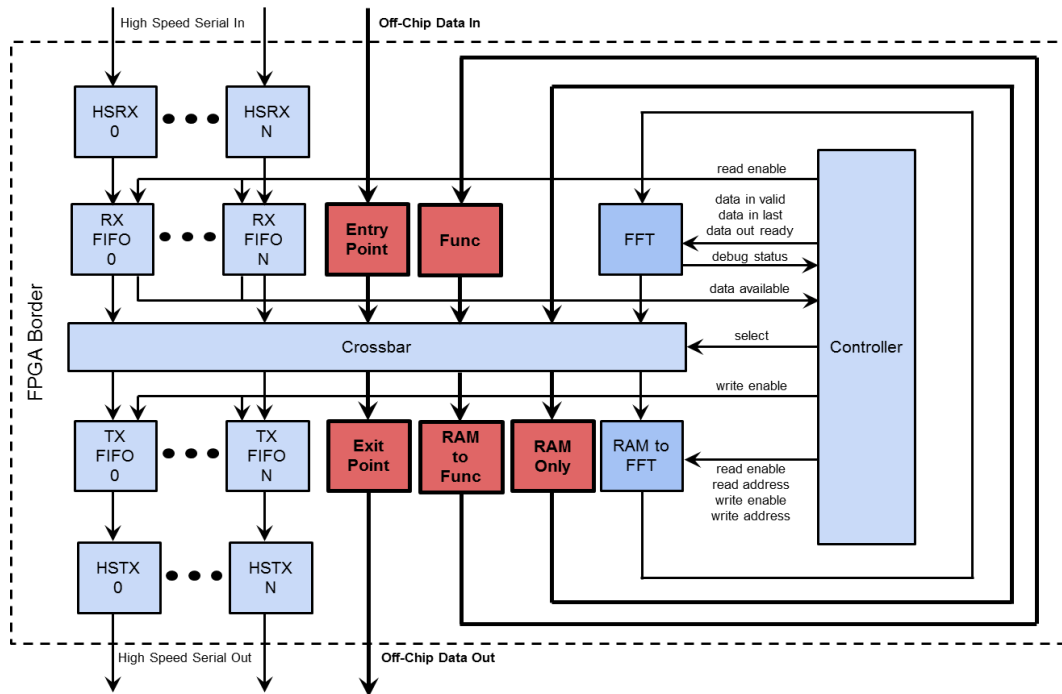 High Speed Serial In
Off-Chip Data In
HSRX
0
HSRX
N
read enable
RX
FIFO
0
RX
FIFO
N
Entry
Point
Func
FFT
data in valid
data in last
data out ready
debug status
data available
Crossbar
select
Controller
FPGA Border
write enable
TX
FIFO
0
TX
FIFO
N
Exit
Point
RAM
to
Func
RAM
Only
RAM to
FFT
read enable
read address
write enable
write address
HSTX
0
HSTX
N
High Speed Serial Out
Off-Chip Data Out